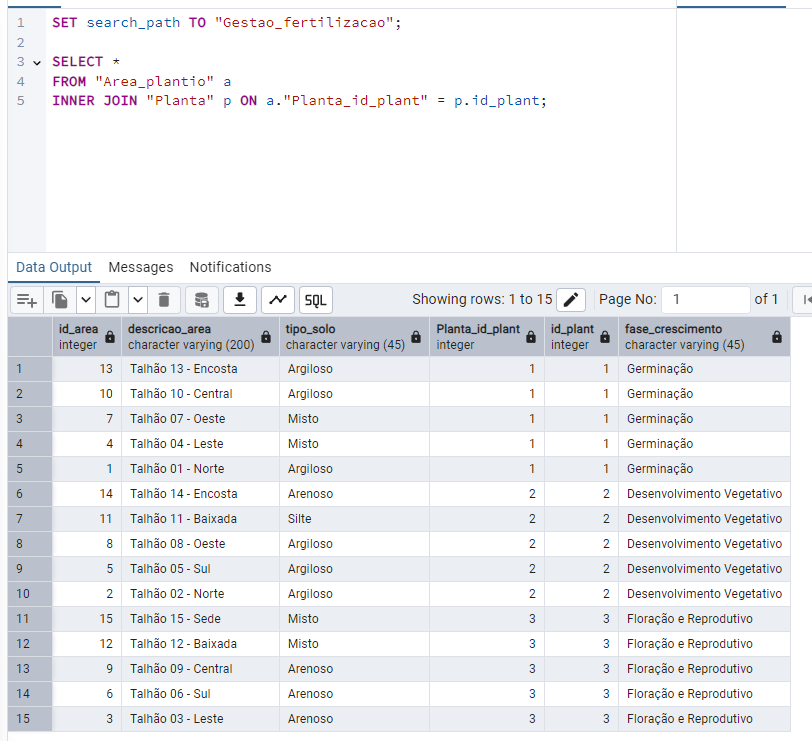 1 SET search_path TO "Gestao_fertilizacao";
2
3 SELECT *
4 FROM "Area_plantio" a
5 INNER JOIN "Planta" p ON a."Planta_id_plant" = p.id_plant;
Data Output Messages Notifications
SQL Showing rows: 1 to 15 Page No: 1 of 1
id_area descricao_area tipo_solo Planta_id_plant id_plant fase_crescimento
integer character varying (200) character varying (45) integer integer character varying (45)
1 13 Talhão 13 - Encosta Argiloso 1 1 Germinação
2 10 Talhão 10 - Central Argiloso 1 1 Germinação
3 7 Talhão 07 - Oeste Misto 1 1 Germinação
4 4 Talhão 04 - Leste Misto 1 1 Germinação
5 1 Talhão 01 - Norte Argiloso 1 1 Germinação
6 14 Talhão 14 - Encosta Arenoso 2 2 Desenvolvimento Vegetativo
7 11 Talhão 11 - Baixada Silte 2 2 Desenvolvimento Vegetativo
8 8 Talhão 08 - Oeste Argiloso 2 2 Desenvolvimento Vegetativo
9 5 Talhão 05 - Sul Argiloso 2 2 Desenvolvimento Vegetativo
10 2 Talhão 02 - Norte Argiloso 2 2 Desenvolvimento Vegetativo
11 15 Talhão 15 - Sede Misto 3 3 Floração e Reprodutivo
12 12 Talhão 12 - Baixada Misto 3 3 Floração e Reprodutivo
13 9 Talhão 09 - Central Arenoso 3 3 Floração e Reprodutivo
14 6 Talhão 06 - Sul Arenoso 3 3 Floração e Reprodutivo
15 3 Talhão 03 - Leste Arenoso 3 3 Floração e Reprodutivo